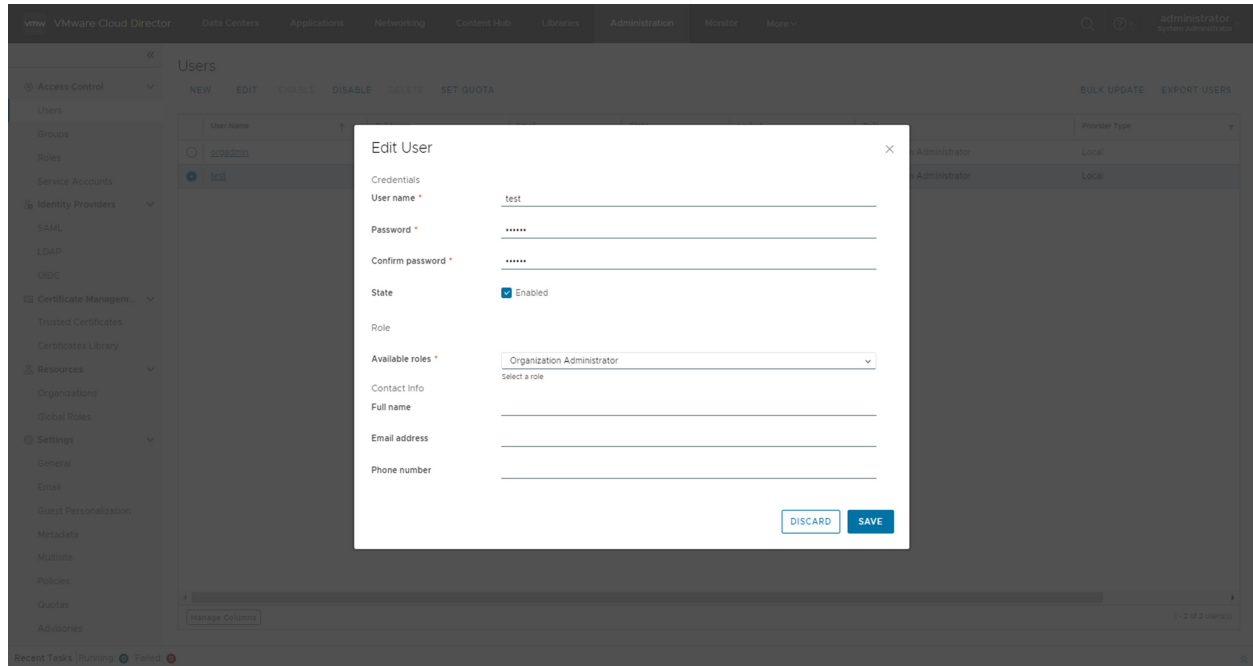 vmw VMware Cloud Director Data Centers Applications Networking Content Hub Libraries Administration Monitor More administrator
System Administrator
Users
Access Control
NEW EDIT ENABLE DISABLE DELETE SET QUOTA BULK UPDATE EXPORT USERS
Users
Groups
User Name Provider Type
Roles
orgadmin n Administrator Local
Service Accounts
test n Administrator Local
Identity Providers
SAML
LDAP
OIDC
Certificate Managem...
Trusted Certificates
Certificates Library
Resources
Organizations
Global Roles
Settings
General
Email
Guest Personalization
Metadata
Multisite
Policies
Quotas
Advisories
Edit User
Credentials
User name * test
Password * ••••••
Confirm password * ••••••
State Enabled
Role
Available roles * Organization Administrator
Select a role
Contact Info
Full name
Email address
Phone number
DISCARD SAVE
Manage Columns 1 - 2 of 2 user(s)
Recent Tasks Running: 0 Failed: 0